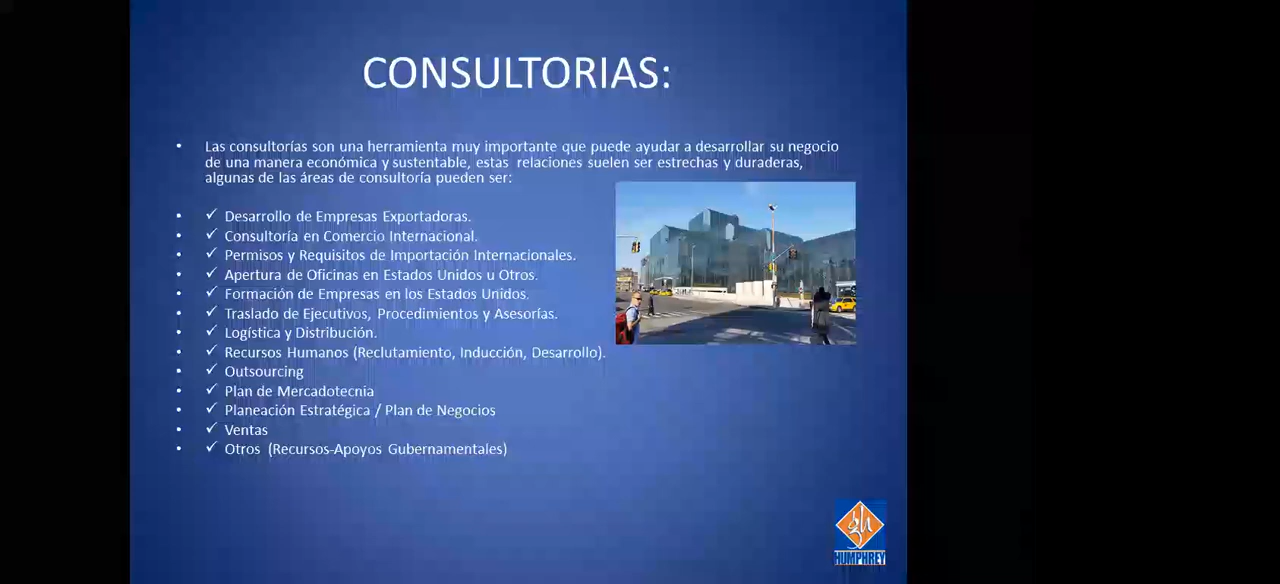 CONSULTORIAS:
• Las consultorías son una herramienta muy importante que puede ayudar a desarrollar su negocio
de una manera económica y sustentable, estas relaciones suelen ser estrechas y duraderas,
algunas de las áreas de consultoría pueden ser:
• ✓ Desarrollo de Empresas Exportadoras.
• ✓ Consultoría en Comercio Internacional.
• ✓ Permisos y Requisitos de Importación Internacionales.
• ✓ Apertura de Oficinas en Estados Unidos u Otros.
• ✓ Formación de Empresas en los Estados Unidos.
• ✓ Traslado de Ejecutivos, Procedimientos y Asesorías.
• ✓ Logística y Distribución.
• ✓ Recursos Humanos (Reclutamiento, Inducción, Desarrollo).
• ✓ Outsourcing
• ✓ Plan de Mercadotecnia
• ✓ Planeación Estratégica / Plan de Negocios
• ✓ Ventas
• ✓ Otros (Recursos-Apoyos Gubernamentales)
gh
HUMPHREY